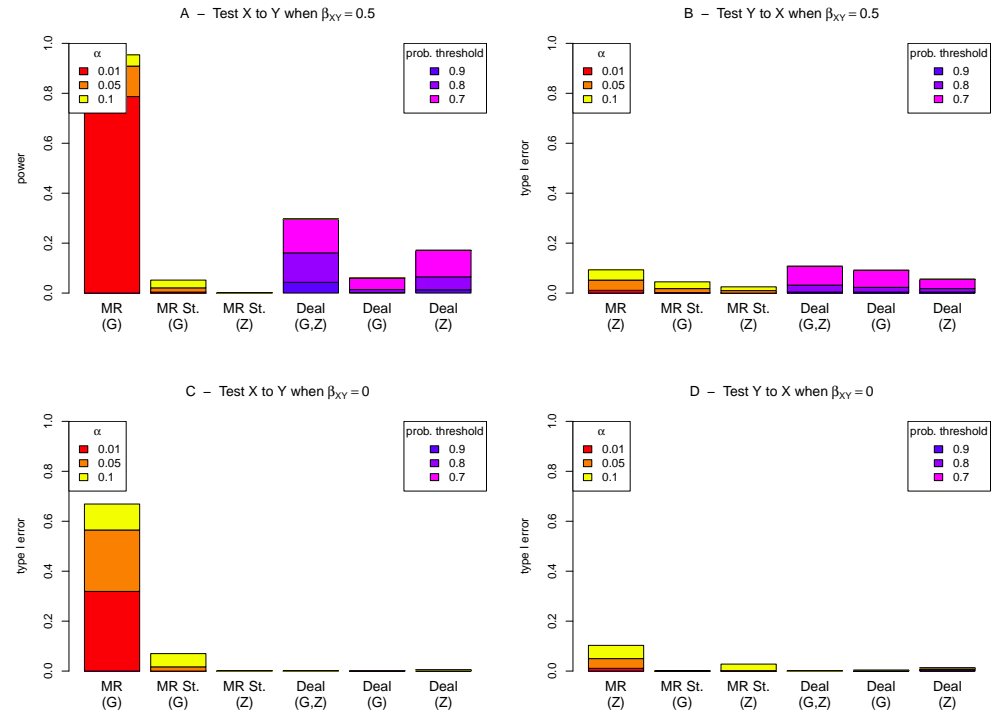 A – Test X to Y when βXY = 0.5
power
0.0
0.2
0.4
0.6
0.8
1.0
α
0.01
0.05
0.1
prob. threshold
0.9
0.8
0.7
MR
(G)
MR St.
(G)
MR St.
(Z)
Deal
(G,Z)
Deal
(G)
Deal
(Z)
B – Test Y to X when βXY = 0.5
type I error
0.0
0.2
0.4
0.6
0.8
1.0
α
0.01
0.05
0.1
prob. threshold
0.9
0.8
0.7
MR
(Z)
MR St.
(G)
MR St.
(Z)
Deal
(G,Z)
Deal
(G)
Deal
(Z)
C – Test X to Y when βXY = 0
type I error
0.0
0.2
0.4
0.6
0.8
1.0
α
0.01
0.05
0.1
prob. threshold
0.9
0.8
0.7
MR
(G)
MR St.
(G)
MR St.
(Z)
Deal
(G,Z)
Deal
(G)
Deal
(Z)
D – Test Y to X when βXY = 0
type I error
0.0
0.2
0.4
0.6
0.8
1.0
α
0.01
0.05
0.1
prob. threshold
0.9
0.8
0.7
MR
(Z)
MR St.
(G)
MR St.
(Z)
Deal
(G,Z)
Deal
(G)
Deal
(Z)